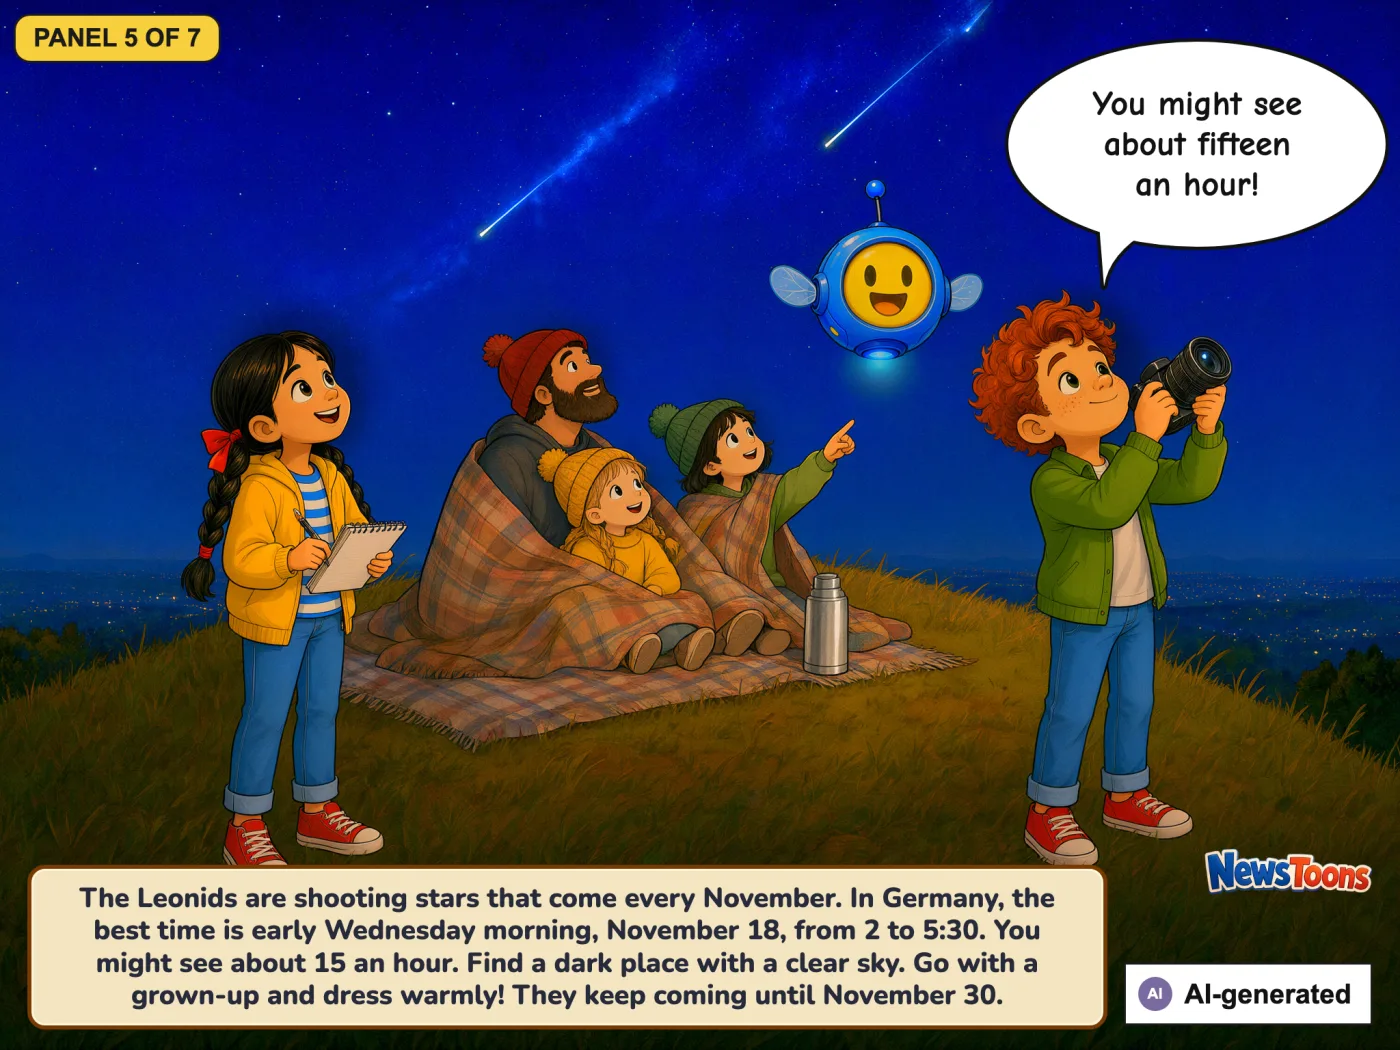 PANEL 5 OF 7
You might see
about fifteen
an hour!
The Leonids are shooting stars that come every November. In Germany, the
best time is early Wednesday morning, November 18, from 2 to 5:30. You
might see about 15 an hour. Find a dark place with a clear sky. Go with a
grown-up and dress warmly! They keep coming until November 30.
NewsToons
AI AI-generated